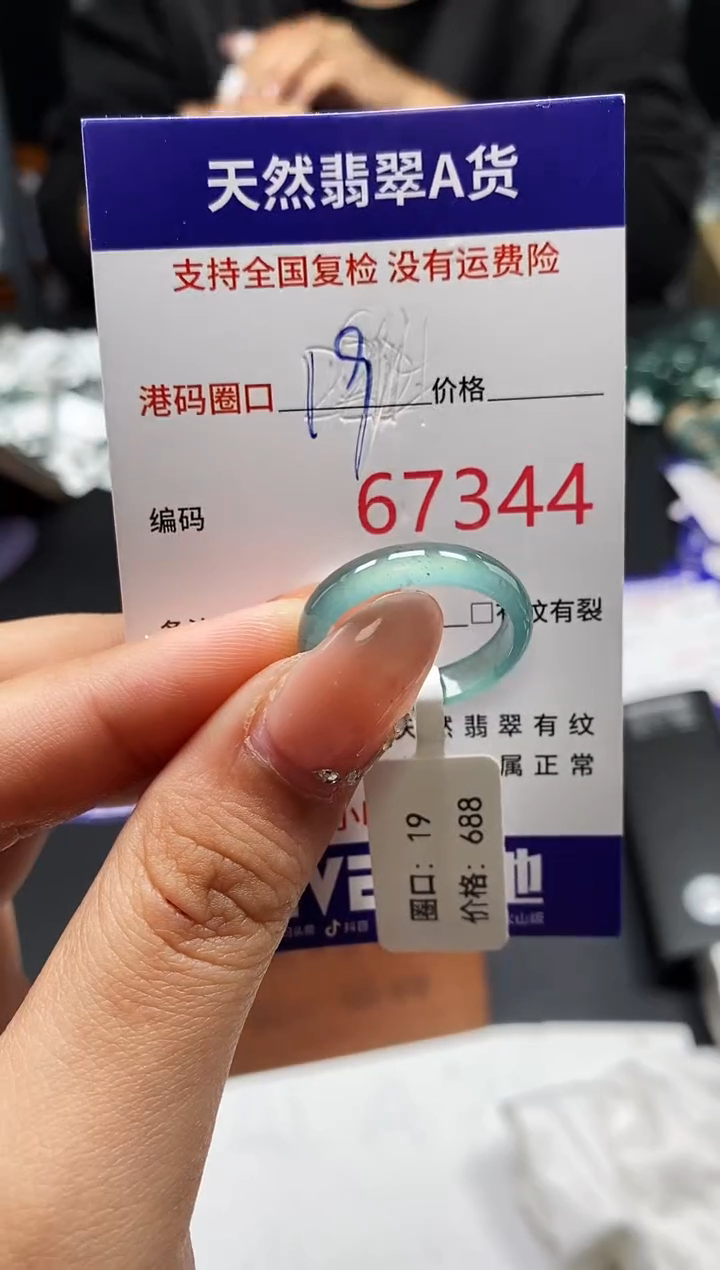 天然翡翠A货
支持全国复检 没有运费险
港码圈口 19 价格
编码 67344
纹有裂
然翡翠有纹
属正常
圈口: 19
价格: 688
抖音